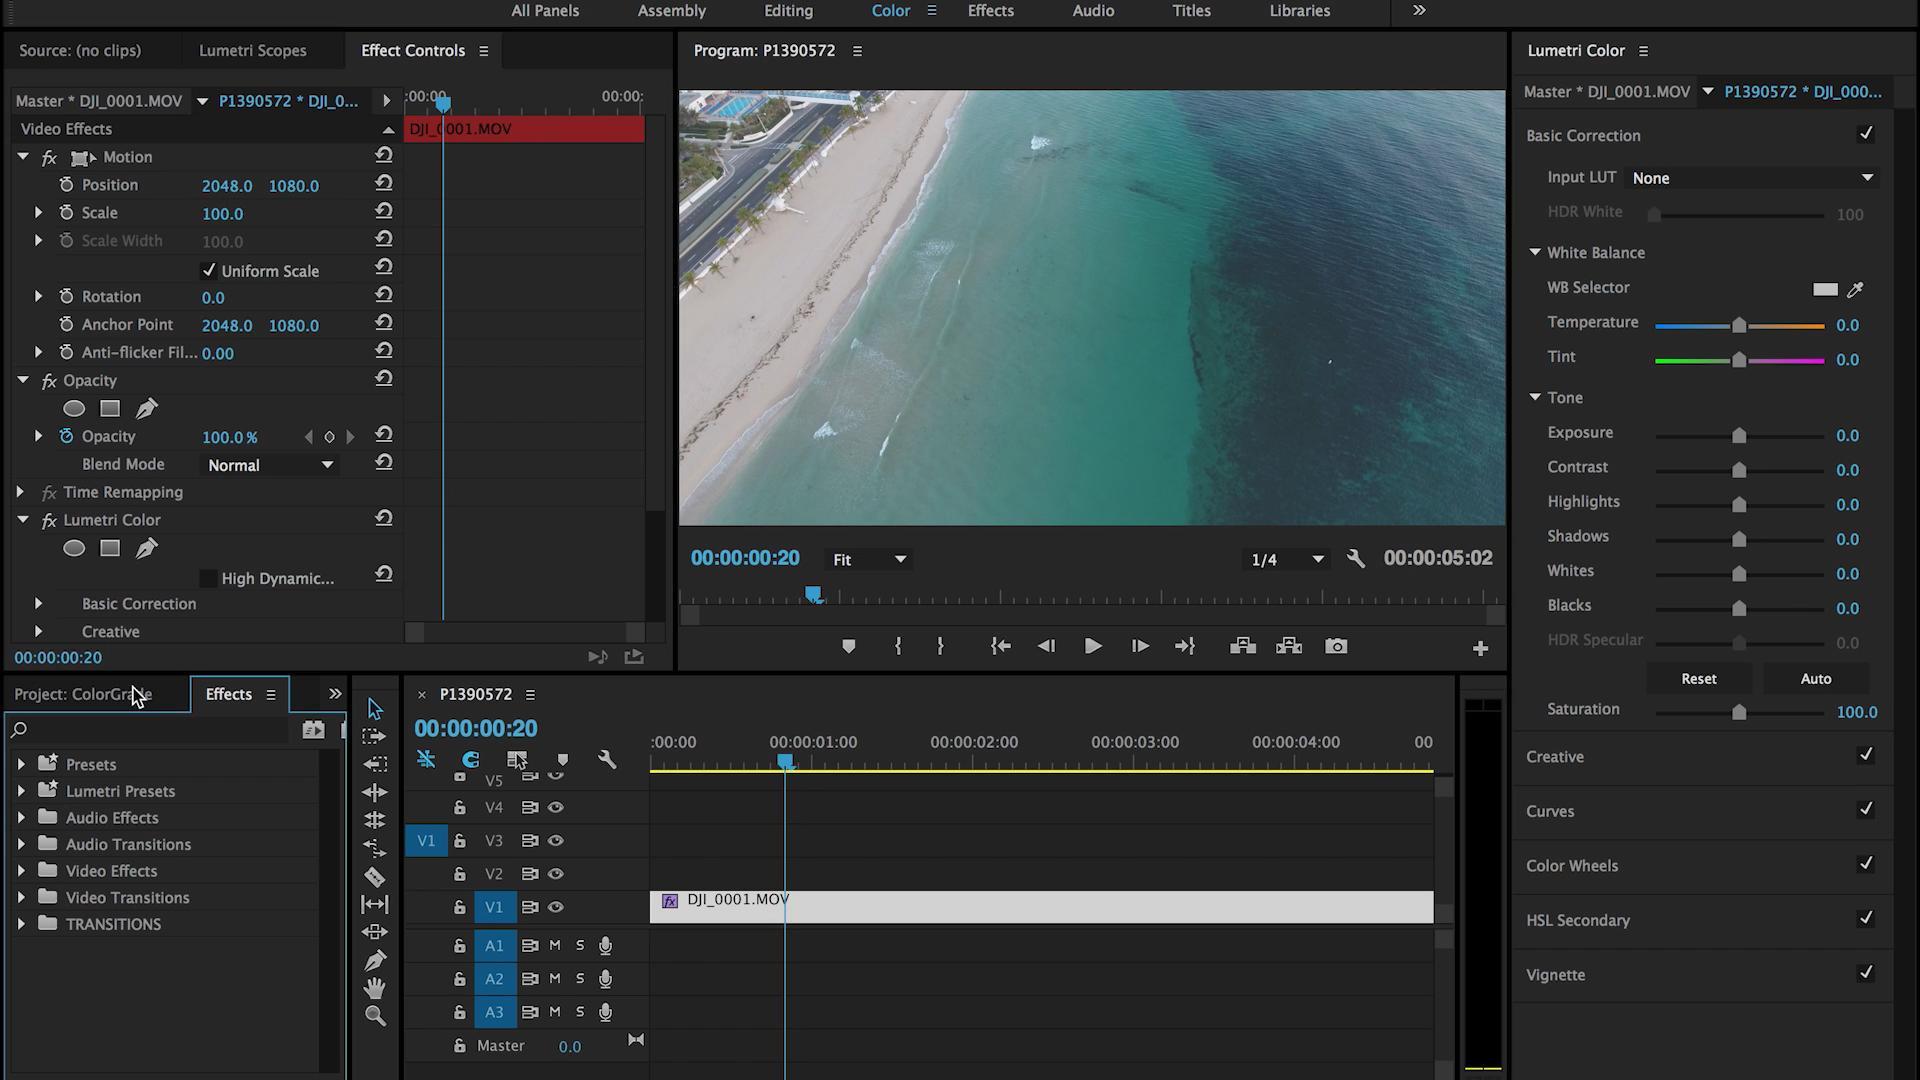 All Panels Assembly Editing Color Effects Audio Titles Libraries
Source: (no clips) Lumetri Scopes Effect Controls
Master * DJI_0001.MOV P1390572 * DJI_0...
:00:00 00:00:
Video Effects
DJI_0001.MOV
fx Motion
Position 2048.0 1080.0
Scale 100.0
Scale Width 100.0
Uniform Scale
Rotation 0.0
Anchor Point 2048.0 1080.0
Anti-flicker Fil... 0.00
fx Opacity
Opacity 100.0 %
Blend Mode Normal
fx Time Remapping
fx Lumetri Color
High Dynamic...
Basic Correction
Creative
00:00:00:20
Program: P1390572
00:00:00:20 Fit 1/4 00:00:05:02
Lumetri Color
Master * DJI_0001.MOV P1390572 * DJI_000...
Basic Correction
Input LUT None
HDR White 100
White Balance
WB Selector
Temperature 0.0
Tint 0.0
Tone
Exposure 0.0
Contrast 0.0
Highlights 0.0
Shadows 0.0
Whites 0.0
Blacks 0.0
HDR Specular 0.0
Reset Auto
Saturation 100.0
Creative
Curves
Color Wheels
HSL Secondary
Vignette
Project: ColorGrade Effects
Presets
Lumetri Presets
Audio Effects
Audio Transitions
Video Effects
Video Transitions
TRANSITIONS
× P1390572
00:00:00:20
:00:00 00:00:01:00 00:00:02:00 00:00:03:00 00:00:04:00 00
V5
V4
V1 V3
V2
V1 fx DJI_0001.MOV
A1 M S
A2 M S
A3 M S
Master 0.0